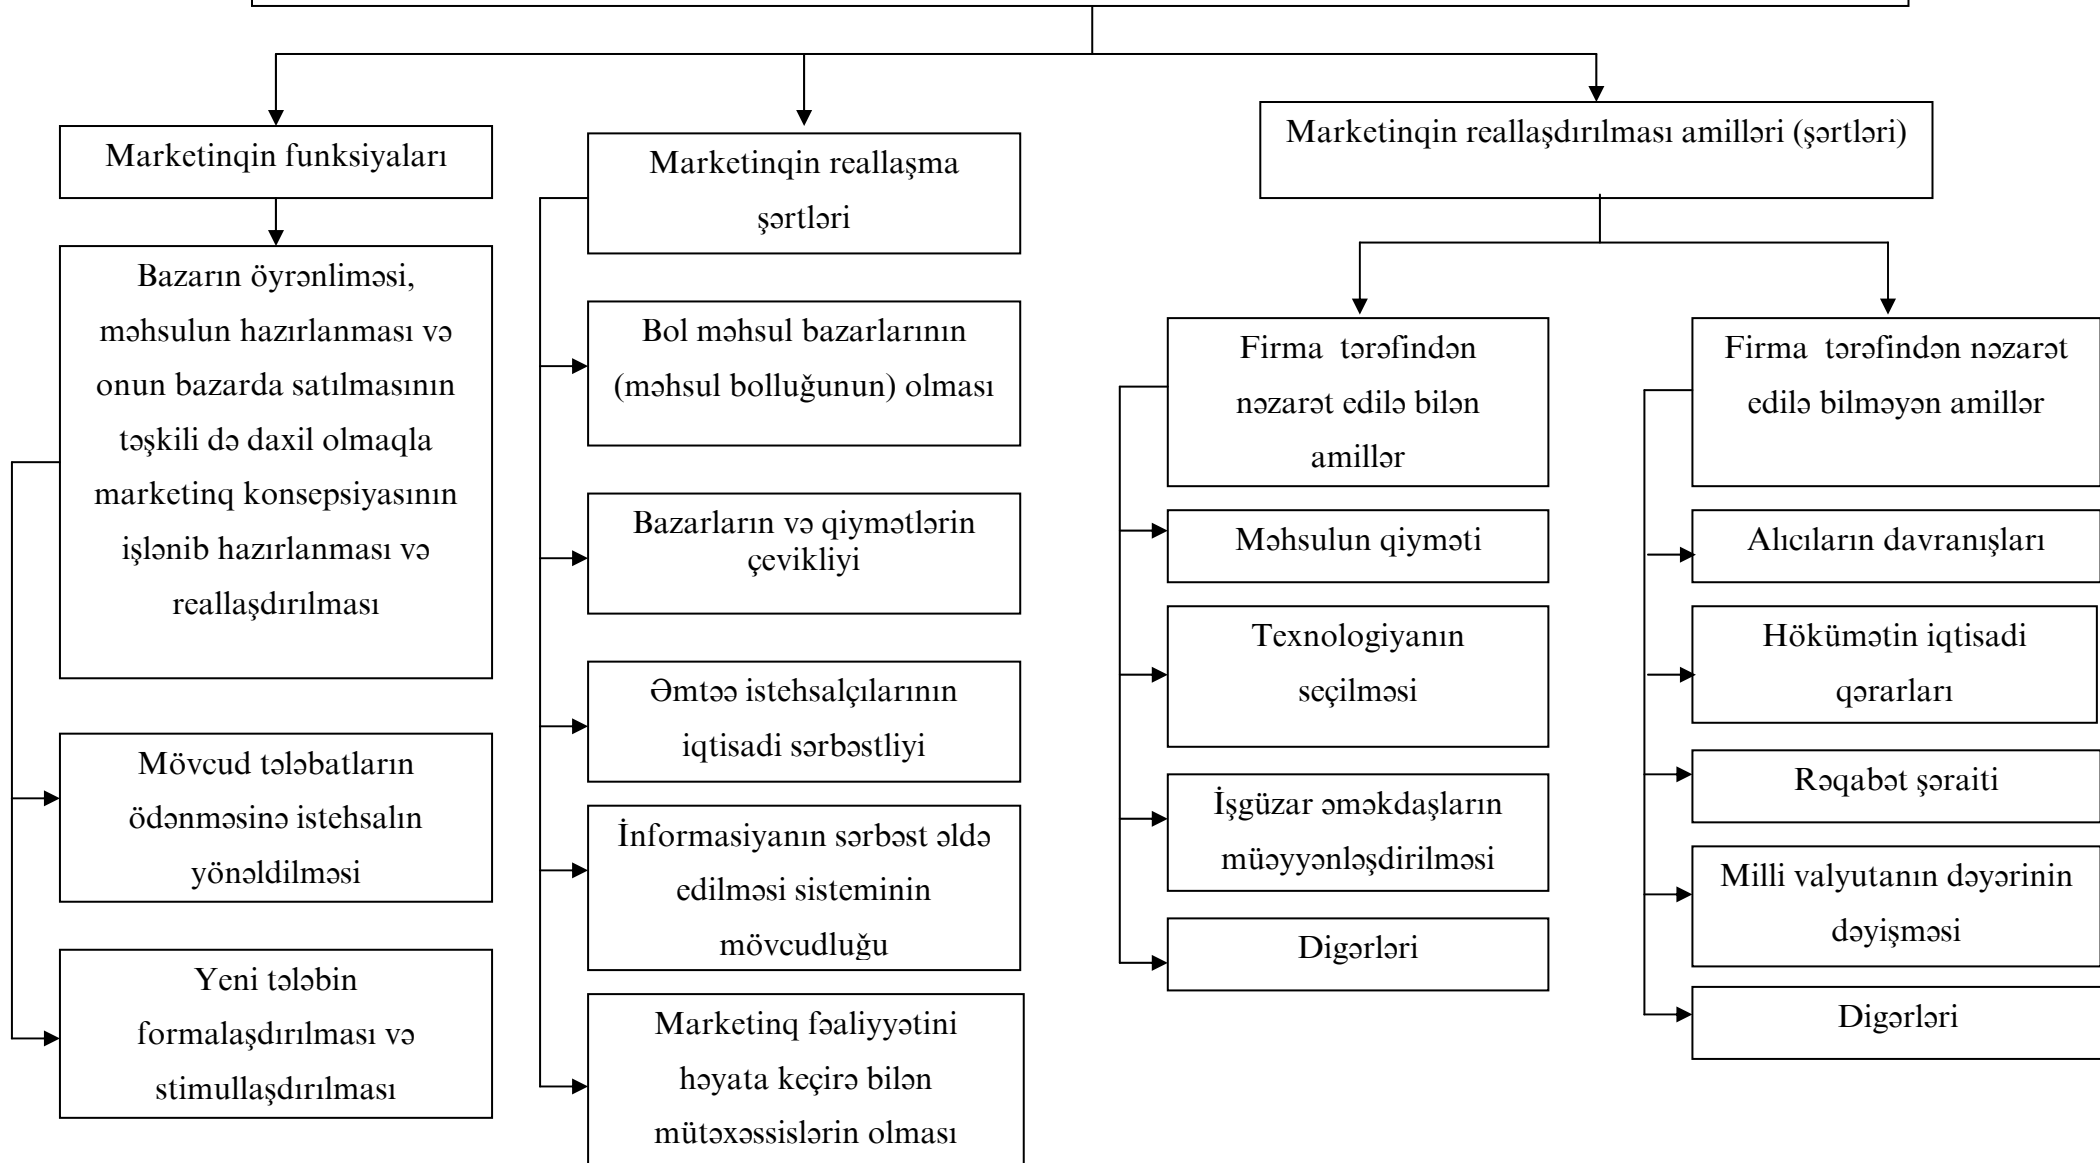 Marketinqin funksiyaları
Bazarın öyrənliməsi,
məhsulun hazırlanması və
onun bazarda satılmasının
təşkili də daxil olmaqla
marketinq konsepsiyasının
işlənib hazırlanması və
reallaşdırılması
Mövcud tələbatların
ödənməsinə istehsalın
yönəldilməsi
Yeni tələbin
formalaşdırılması və
stimullaşdırılması
Marketinqin reallaşma
şərtləri
Bol məhsul bazarlarının
(məhsul bolluğunun) olması
Bazarların və qiymətlərin
çevikliyi
Əmtəə istehsalçılarının
iqtisadi sərbəstliyi
İnformasiyanın sərbəst əldə
edilməsi sisteminin
mövcudluğu
Marketinq fəaliyyətini
həyata keçirə bilən
mütəxəssislərin olması
Marketinqin reallaşdırılması amilləri (şərtləri)
Firma tərəfindən
nəzarət edilə bilən
amillər
Məhsulun qiyməti
Texnologiyanın
seçilməsi
İşgüzar əməkdaşların
müəyyənləşdirilməsi
Digərləri
Firma tərəfindən nəzarət
edilə bilməyən amillər
Alıcıların davranışları
Hökümətin iqtisadi
qərarları
Rəqabət şəraiti
Milli valyutanın dəyərinin
dəyişməsi
Digərləri